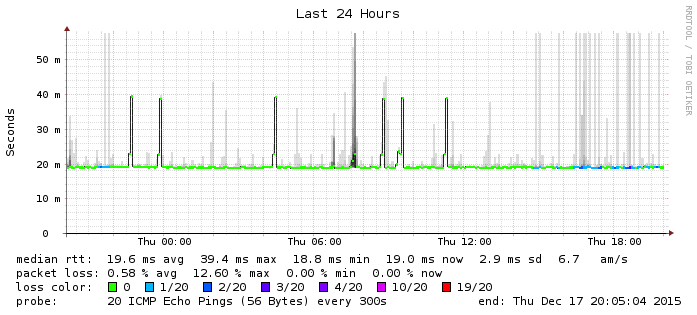 Last 24 Hours
RRDTOOL / TOBI OETIKER
Seconds
50 m
40 m
30 m
20 m
10 m
0
Thu 00:00 Thu 06:00 Thu 12:00 Thu 18:00
median rtt: 19.6 ms avg 39.4 ms max 18.8 ms min 19.0 ms now 2.9 ms sd 6.7 am/s
packet loss: 0.58 % avg 12.60 % max 0.00 % min 0.00 % now
loss color: 0 1/20 2/20 3/20 4/20 10/20 19/20
probe: 20 ICMP Echo Pings (56 Bytes) every 300s end: Thu Dec 17 20:05:04 2015